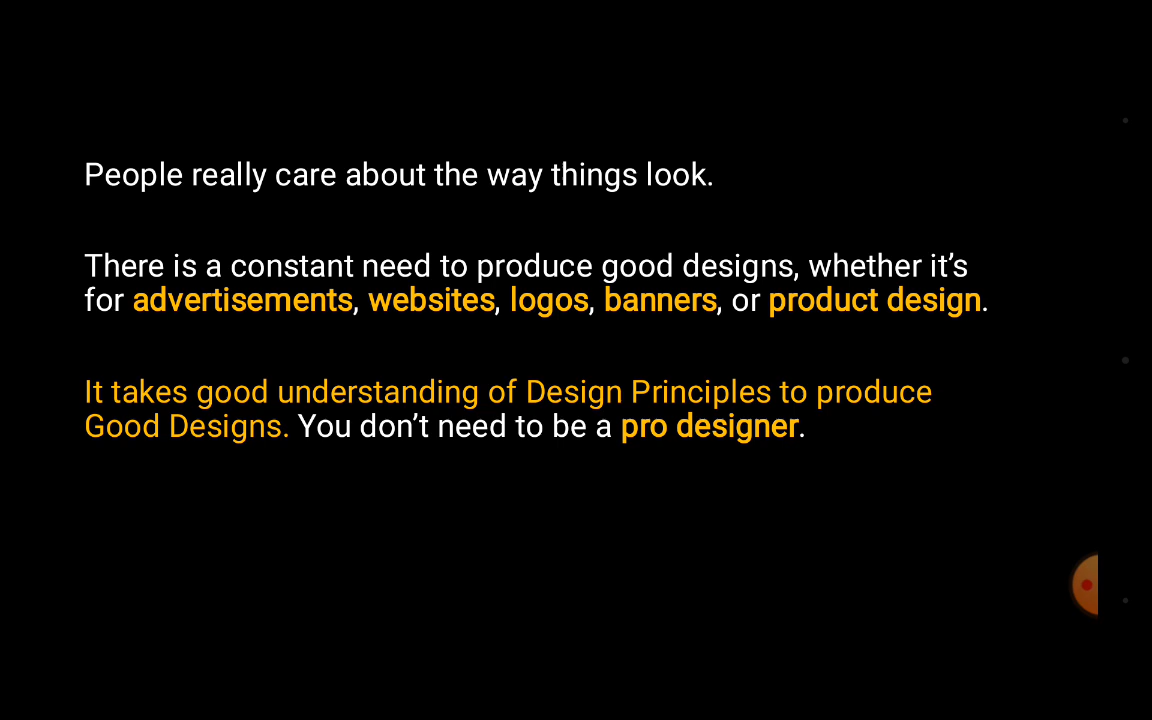 People really care about the way things look.
There is a constant need to produce good designs, whether it’s
for advertisements, websites, logos, banners, or product design.
It takes good understanding of Design Principles to produce
Good Designs. You don’t need to be a pro designer.